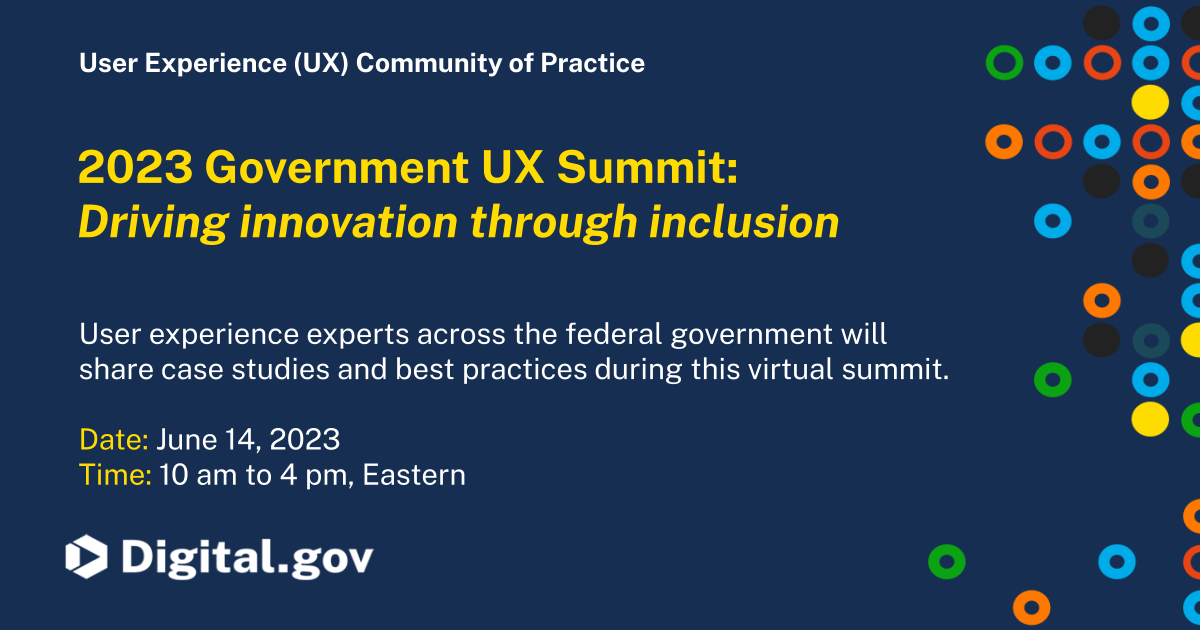 User Experience (UX) Community of Practice
2023 Government UX Summit:
Driving innovation through inclusion
User experience experts across the federal government will
share case studies and best practices during this virtual summit.
Date: June 14, 2023
Time: 10 am to 4 pm, Eastern
Digital.gov